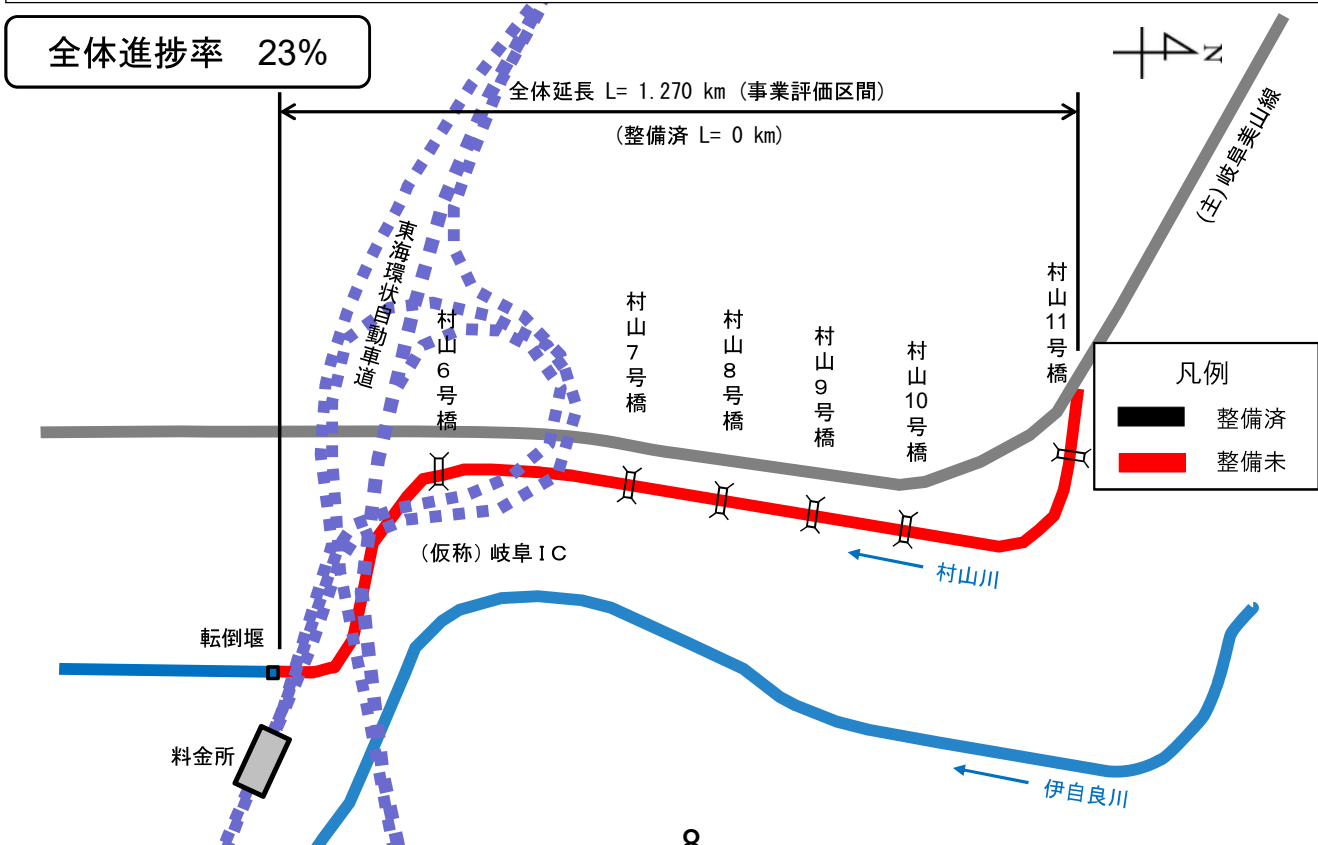 全体進捗率 23%
N
全体延長 L= 1.270 km (事業評価区間)
(整備済 L= 0 km)
(主)岐阜美山線
東海環状自動車道
村山6号橋
村山7号橋
村山8号橋
村山9号橋
村山10号橋
村山11号橋
凡例
整備済
整備未
(仮称)岐阜IC
村山川
転倒堰
料金所
伊自良川
8